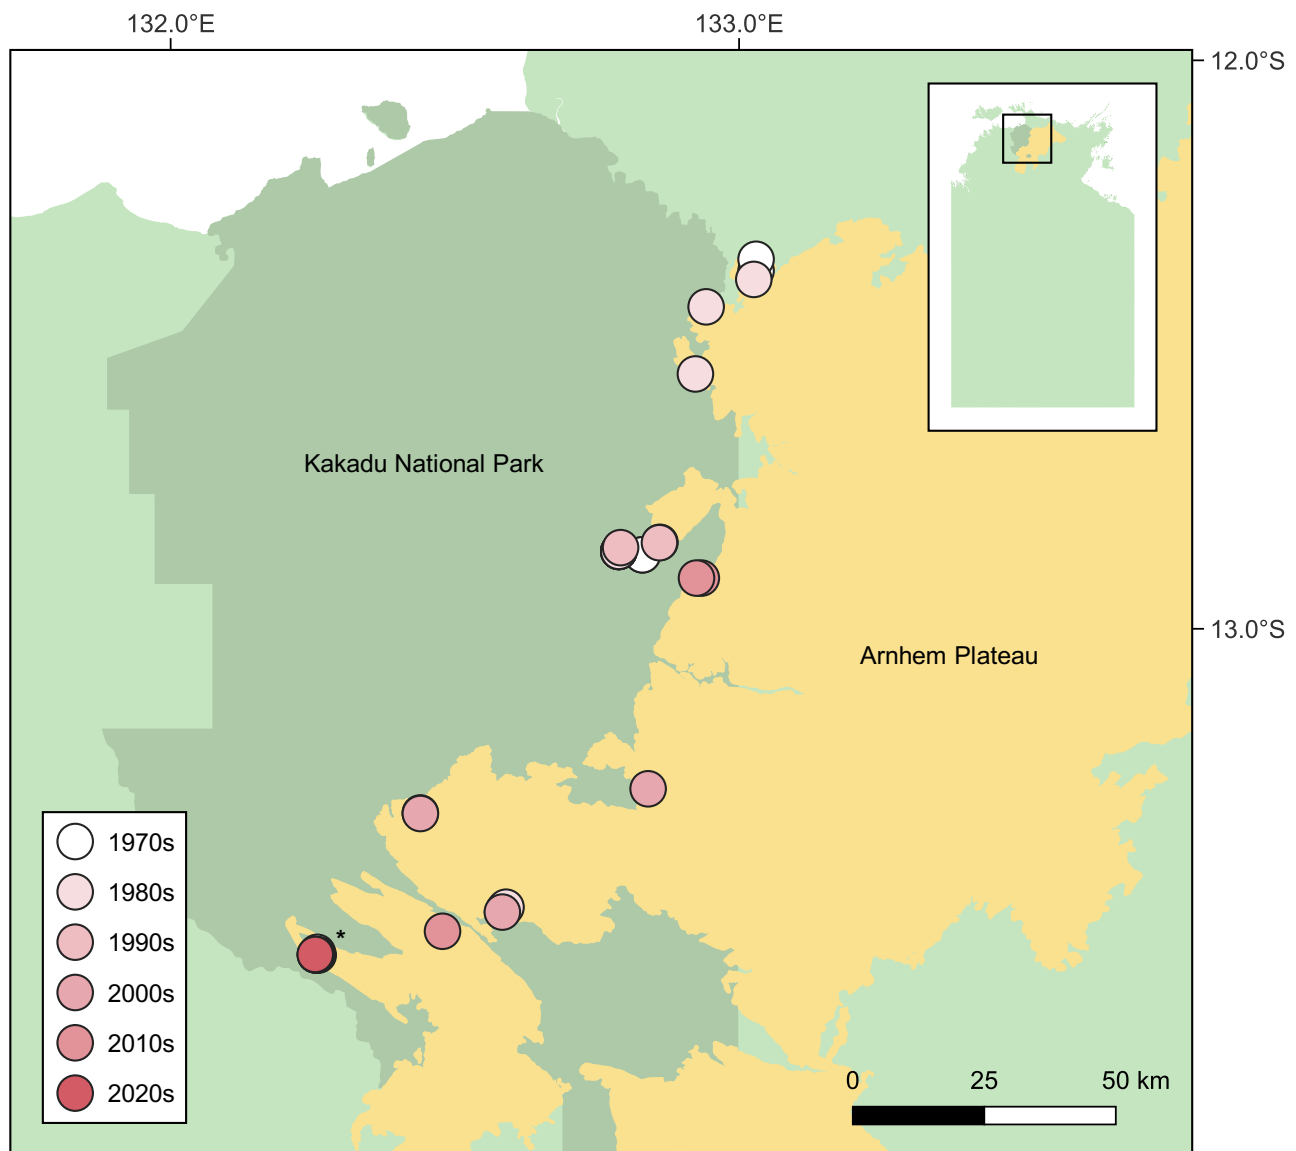 132.0°E
133.0°E
12.0°S
Kakadu National Park
13.0°S
Arnhem Plateau
1970s
1980s
1990s
2000s
2010s
2020s
*
0 25 50 km